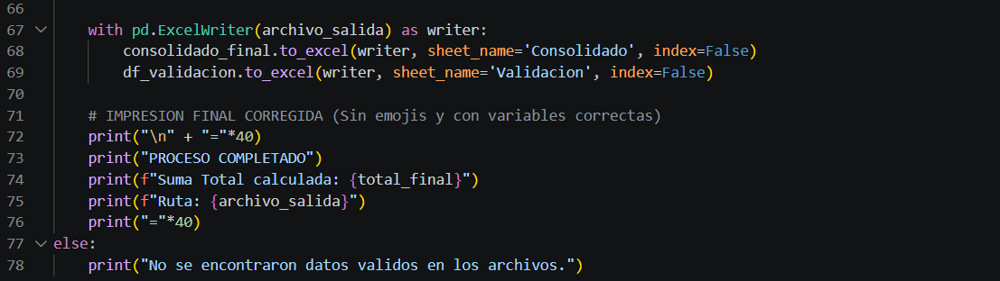 66
67 with pd.ExcelWriter(archivo_salida) as writer:
68 consolidado_final.to_excel(writer, sheet_name='Consolidado', index=False)
69 df_validacion.to_excel(writer, sheet_name='Validacion', index=False)
70
71 # IMPRESION FINAL CORREGIDA (Sin emojis y con variables correctas)
72 print("\n" + "="*40)
73 print("PROCESO COMPLETADO")
74 print(f"Suma Total calculada: {total_final}")
75 print(f"Ruta: {archivo_salida}")
76 print("="*40)
77 else:
78 print("No se encontraron datos validos en los archivos.")